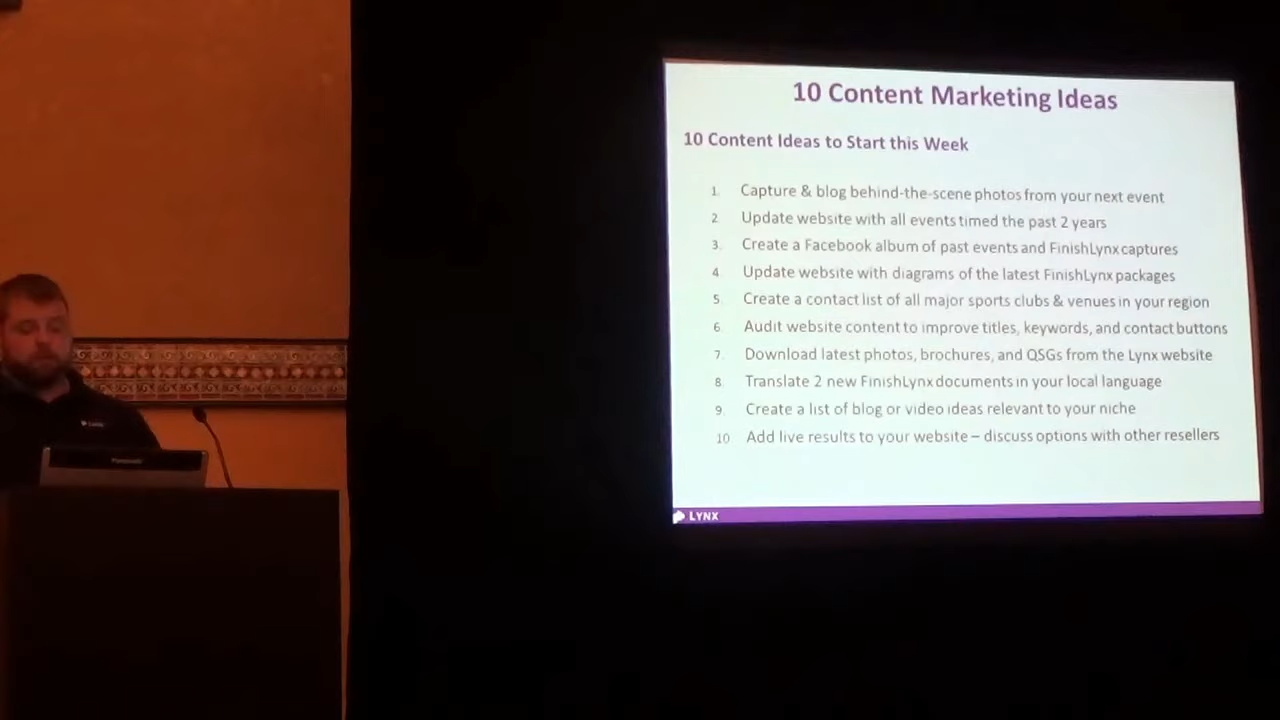 10 Content Marketing Ideas
10 Content Ideas to Start this Week
1. Capture & blog behind-the-scene photos from your next event
2. Update website with all events timed the past 2 years
3. Create a Facebook album of past events and FinishLynx captures
4. Update website with diagrams of the latest FinishLynx packages
5. Create a contact list of all major sports clubs & venues in your region
6. Audit website content to improve titles, keywords, and contact buttons
7. Download latest photos, brochures, and QSGs from the Lynx website
8. Translate 2 new FinishLynx documents in your local language
9. Create a list of blog or video ideas relevant to your niche
10 Add live results to your website – discuss options with other resellers
LYNX